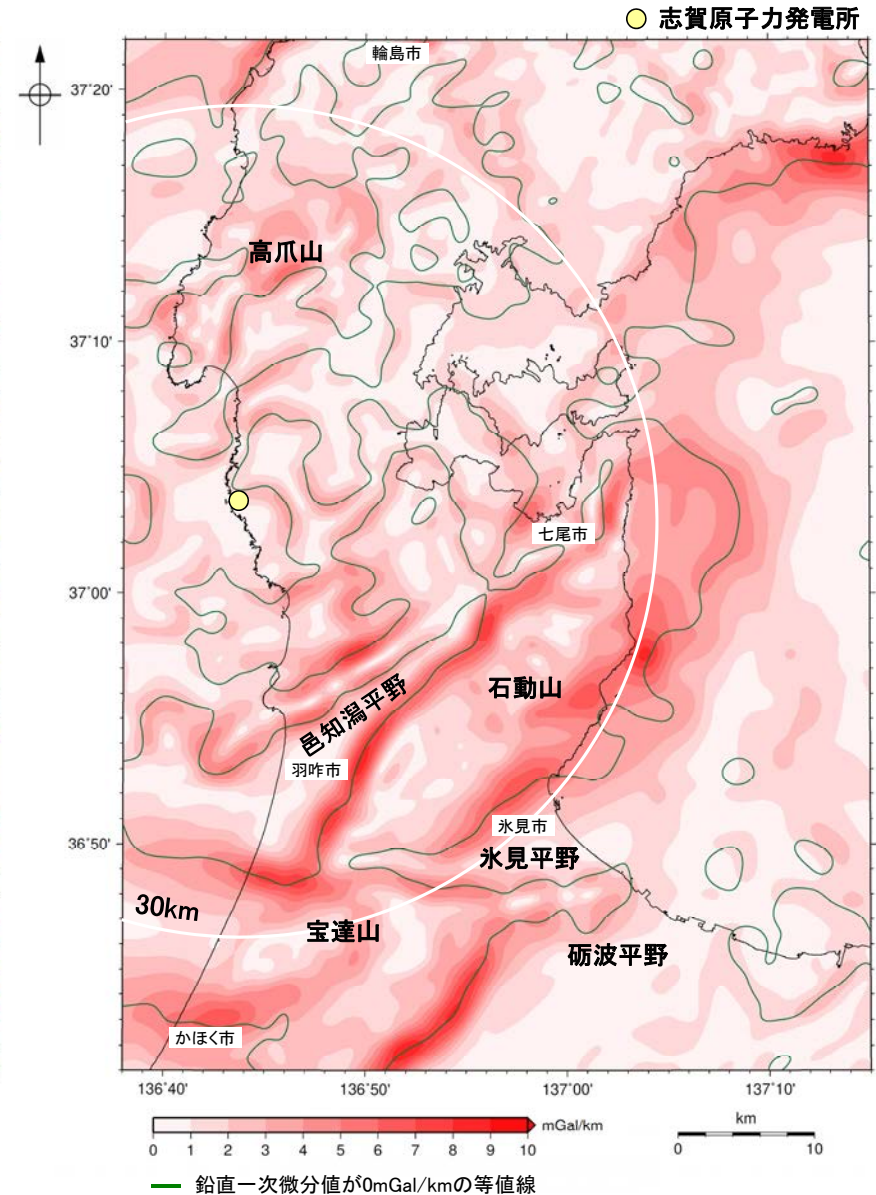 志賀原子力発電所
輪島市
37˚20'
高爪山
37˚10'
七尾市
37˚00'
石動山
邑知潟平野
羽咋市
氷見市
36˚50'
氷見平野
30km
宝達山
砺波平野
かほく市
136˚40'
136˚50'
137˚00'
137˚10'
mGal/km
0 1 2 3 4 5 6 7 8 9 10
km
0 10
鉛直一次微分値が0mGal/kmの等値線